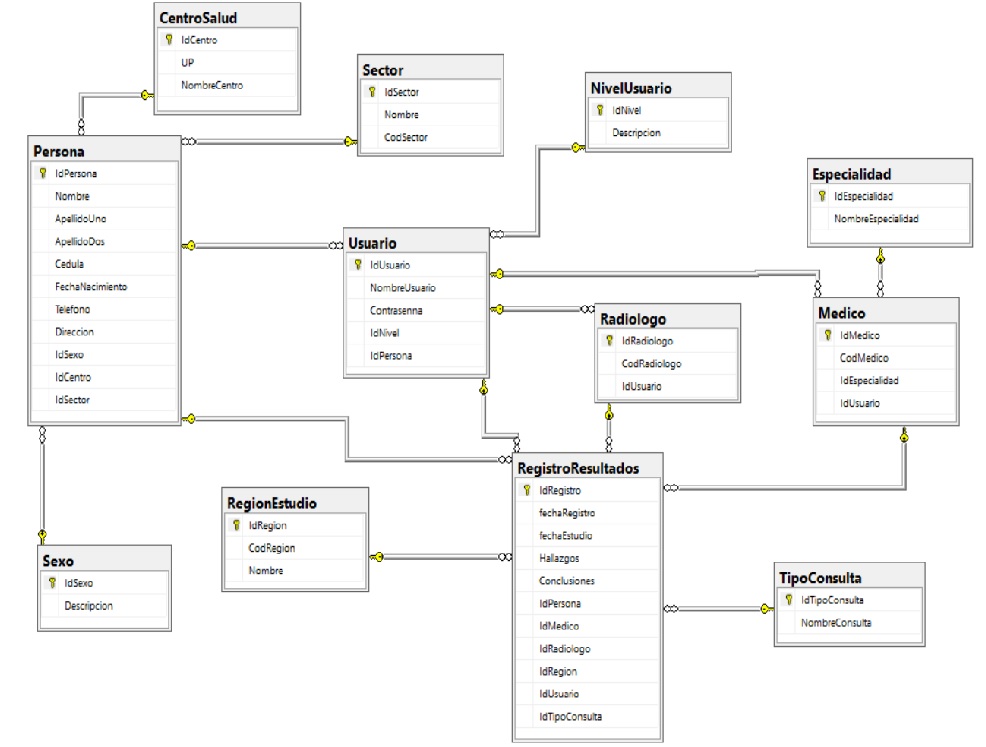 CentroSalud
IdCentro
UP
NombreCentro
Sector
IdSector
Nombre
CodSector
NivelUsuario
IdNivel
Descripcion
Persona
IdPersona
Nombre
ApellidoUno
ApellidoDos
Cedula
FechaNacimiento
Telefono
Direccion
IdSexo
IdCentro
IdSector
Especialidad
IdEspecialidad
NombreEspecialidad
Usuario
IdUsuario
NombreUsuario
Contrasenna
IdNivel
IdPersona
Radiologo
IdRadiologo
CodRadiologo
IdUsuario
Medico
IdMedico
CodMedico
IdEspecialidad
IdUsuario
RegistroResultados
IdRegistro
fechaRegistro
fechaEstudio
Hallazgos
Conclusiones
IdPersona
IdMedico
IdRadiologo
IdRegion
IdUsuario
IdTipoConsulta
RegionEstudio
IdRegion
CodRegion
Nombre
Sexo
IdSexo
Descripcion
TipoConsulta
IdTipoConsulta
NombreConsulta